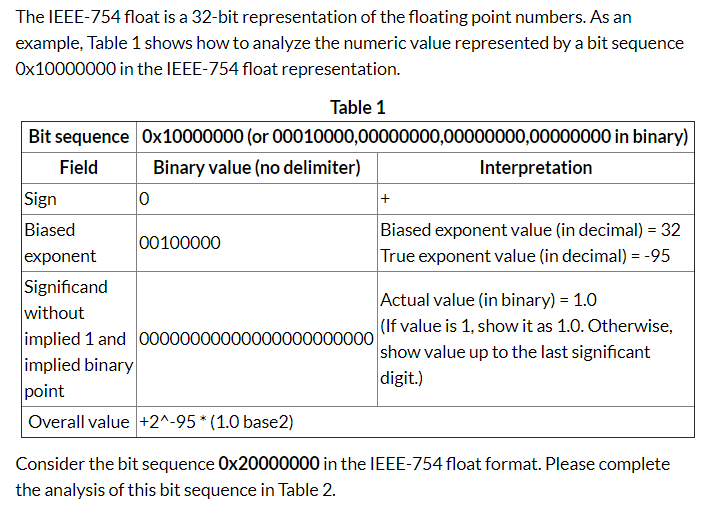 The IEEE-754 float is a 32-bit representation of the floating point numbers. As an
example, Table 1 shows how to analyze the numeric value represented by a bit sequence
0x10000000 in the IEEE-754 float representation.
Table 1
Bit sequence 0x10000000 (or 00010000,00000000,00000000,00000000 in binary)
Field Binary value (no delimiter) Interpretation
Sign 0 +
Biased
exponent
00100000
Biased exponent value (in decimal) = 32
True exponent value (in decimal) = -95
Significand
without
implied 1 and
implied binary
point
00000000000000000000000
Actual value (in binary) = 1.0
(If value is 1, show it as 1.0. Otherwise,
show value up to the last significant
digit.)
Overall value +2^-95 * (1.0 base2)
Consider the bit sequence 0x20000000 in the IEEE-754 float format. Please complete
the analysis of this bit sequence in Table 2.